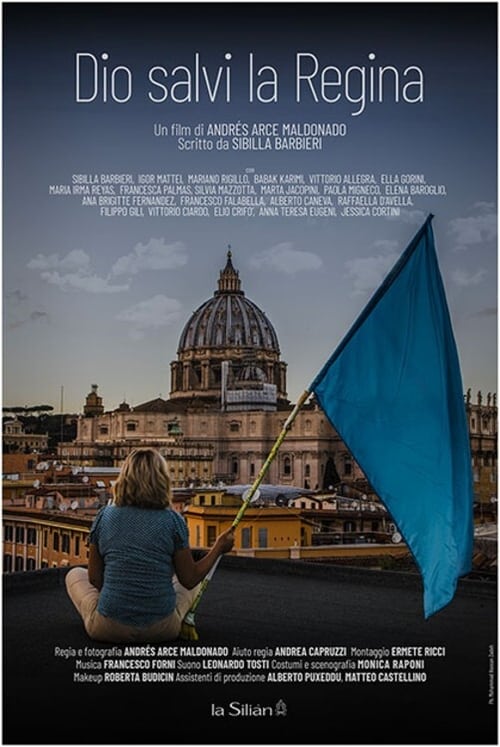 Dio salvi la Regina
Un film di ANDRÉS ARCE MALDONADO
Scritto da SIBILLA BARBIERI
con
SIBILLA BARBIERI, IGOR MATTEI, MARIANO RIGILLO, BABAK KARIMI, VITTORIO ALLEGRA, ELLA GORINI,
MARIA IRMA REYAS, FRANCESCA PALMAS, SILVIA MAZZOTTA, MARTA JACOPINI, PAOLA MIGNECO, ELENA BAROGLIO,
ANA BRIGITTE FERNANDEZ, FRANCESCO FALABELLA, ALBERTO CANEVA, RAFFAELLA D'AVELLA,
FILIPPO GILI, VITTORIO CIARDO, ELIO CRIFO', ANNA TERESA EUGENI, JESSICA CORTINI
Regia e fotografia ANDRÉS ARCE MALDONADO Aiuto regia ANDREA CAPRUZZI Montaggio ERMETE RICCI
Musica FRANCESCO FORNI Suono LEONARDO TOSTI Costumi e scenografia MONICA RAPONI
Makeup ROBERTA BUDICIN Assistenti di produzione ALBERTO PUXEDDU, MATTEO CASTELLINO
la Siliàn